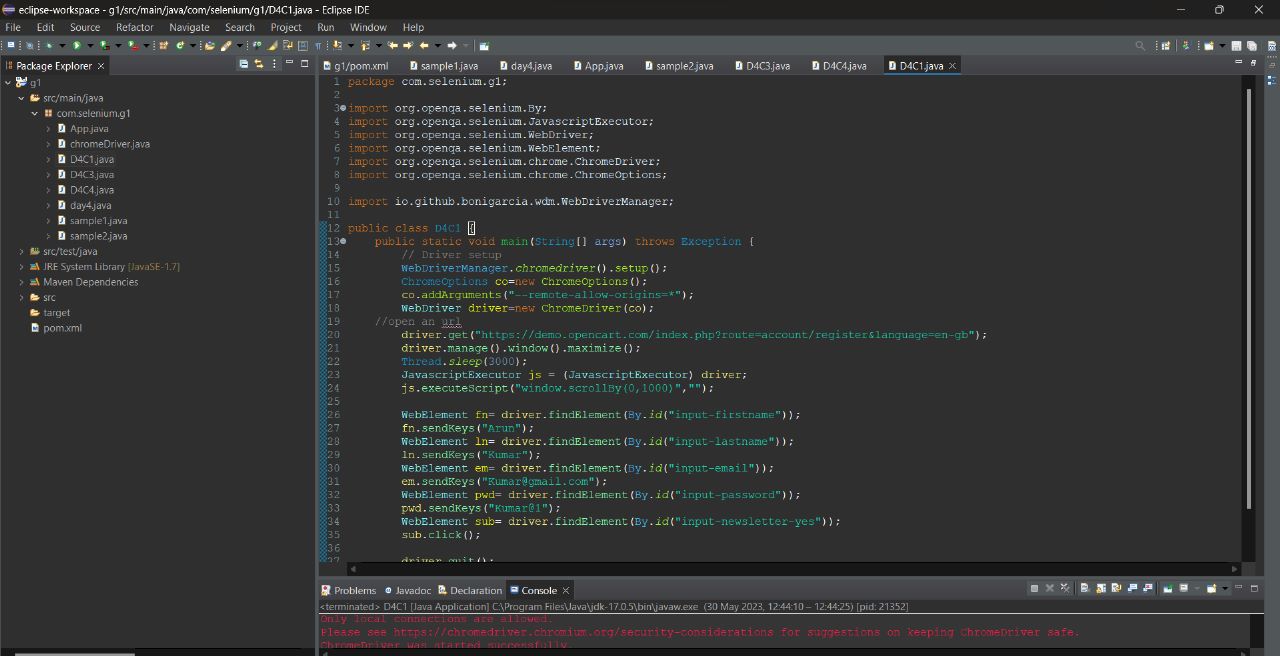 eclipse-workspace - g1/src/main/java/com/selenium/g1/D4C1.java - Eclipse IDE
File Edit Source Refactor Navigate Search Project Run Window Help
Package Explorer
g1
src/main/java
com.selenium.g1
App.java
chromeDriver.java
D4C1.java
D4C3.java
D4C4.java
day4.java
sample1.java
sample2.java
src/test/java
JRE System Library [JavaSE-1.7]
Maven Dependencies
src
target
pom.xml
g1/pom.xml sample1.java day4.java App.java sample2.java D4C3.java D4C4.java D4C1.java
1 package com.selenium.g1;
2
3 import org.openqa.selenium.By;
4 import org.openqa.selenium.JavascriptExecutor;
5 import org.openqa.selenium.WebDriver;
6 import org.openqa.selenium.WebElement;
7 import org.openqa.selenium.chrome.ChromeDriver;
8 import org.openqa.selenium.chrome.ChromeOptions;
9
10 import io.github.bonigarcia.wdm.WebDriverManager;
11
12 public class D4C1 {
13 public static void main(String[] args) throws Exception {
14 // Driver setup
15 WebDriverManager.chromedriver().setup();
16 ChromeOptions co=new ChromeOptions();
17 co.addArguments("--remote-allow-origins=*");
18 WebDriver driver=new ChromeDriver(co);
19 //open an url
20 driver.get("https://demo.opencart.com/index.php?route=account/register&language=en-gb");
21 driver.manage().window().maximize();
22 Thread.sleep(3000);
23 JavascriptExecutor js = (JavascriptExecutor) driver;
24 js.executeScript("window.scrollBy(0,1000)","");
25
26 WebElement fn= driver.findElement(By.id("input-firstname"));
27 fn.sendKeys("Arun");
28 WebElement ln= driver.findElement(By.id("input-lastname"));
29 ln.sendKeys("Kumar");
30 WebElement em= driver.findElement(By.id("input-email"));
31 em.sendKeys("Kumar@gmail.com");
32 WebElement pwd= driver.findElement(By.id("input-password"));
33 pwd.sendKeys("Kumar@1");
34 WebElement sub= driver.findElement(By.id("input-newsletter-yes"));
35 sub.click();
36
37 driver.quit();
Problems Javadoc Declaration Console
<terminated> D4C1 [Java Application] C:\Program Files\Java\jdk-17.0.5\bin\javaw.exe (30 May 2023, 12:44:10 – 12:44:25) [pid: 21352]
Only local connections are allowed.
Please see https://chromedriver.chromium.org/security-considerations for suggestions on keeping ChromeDriver safe.
ChromeDriver was started successfully.